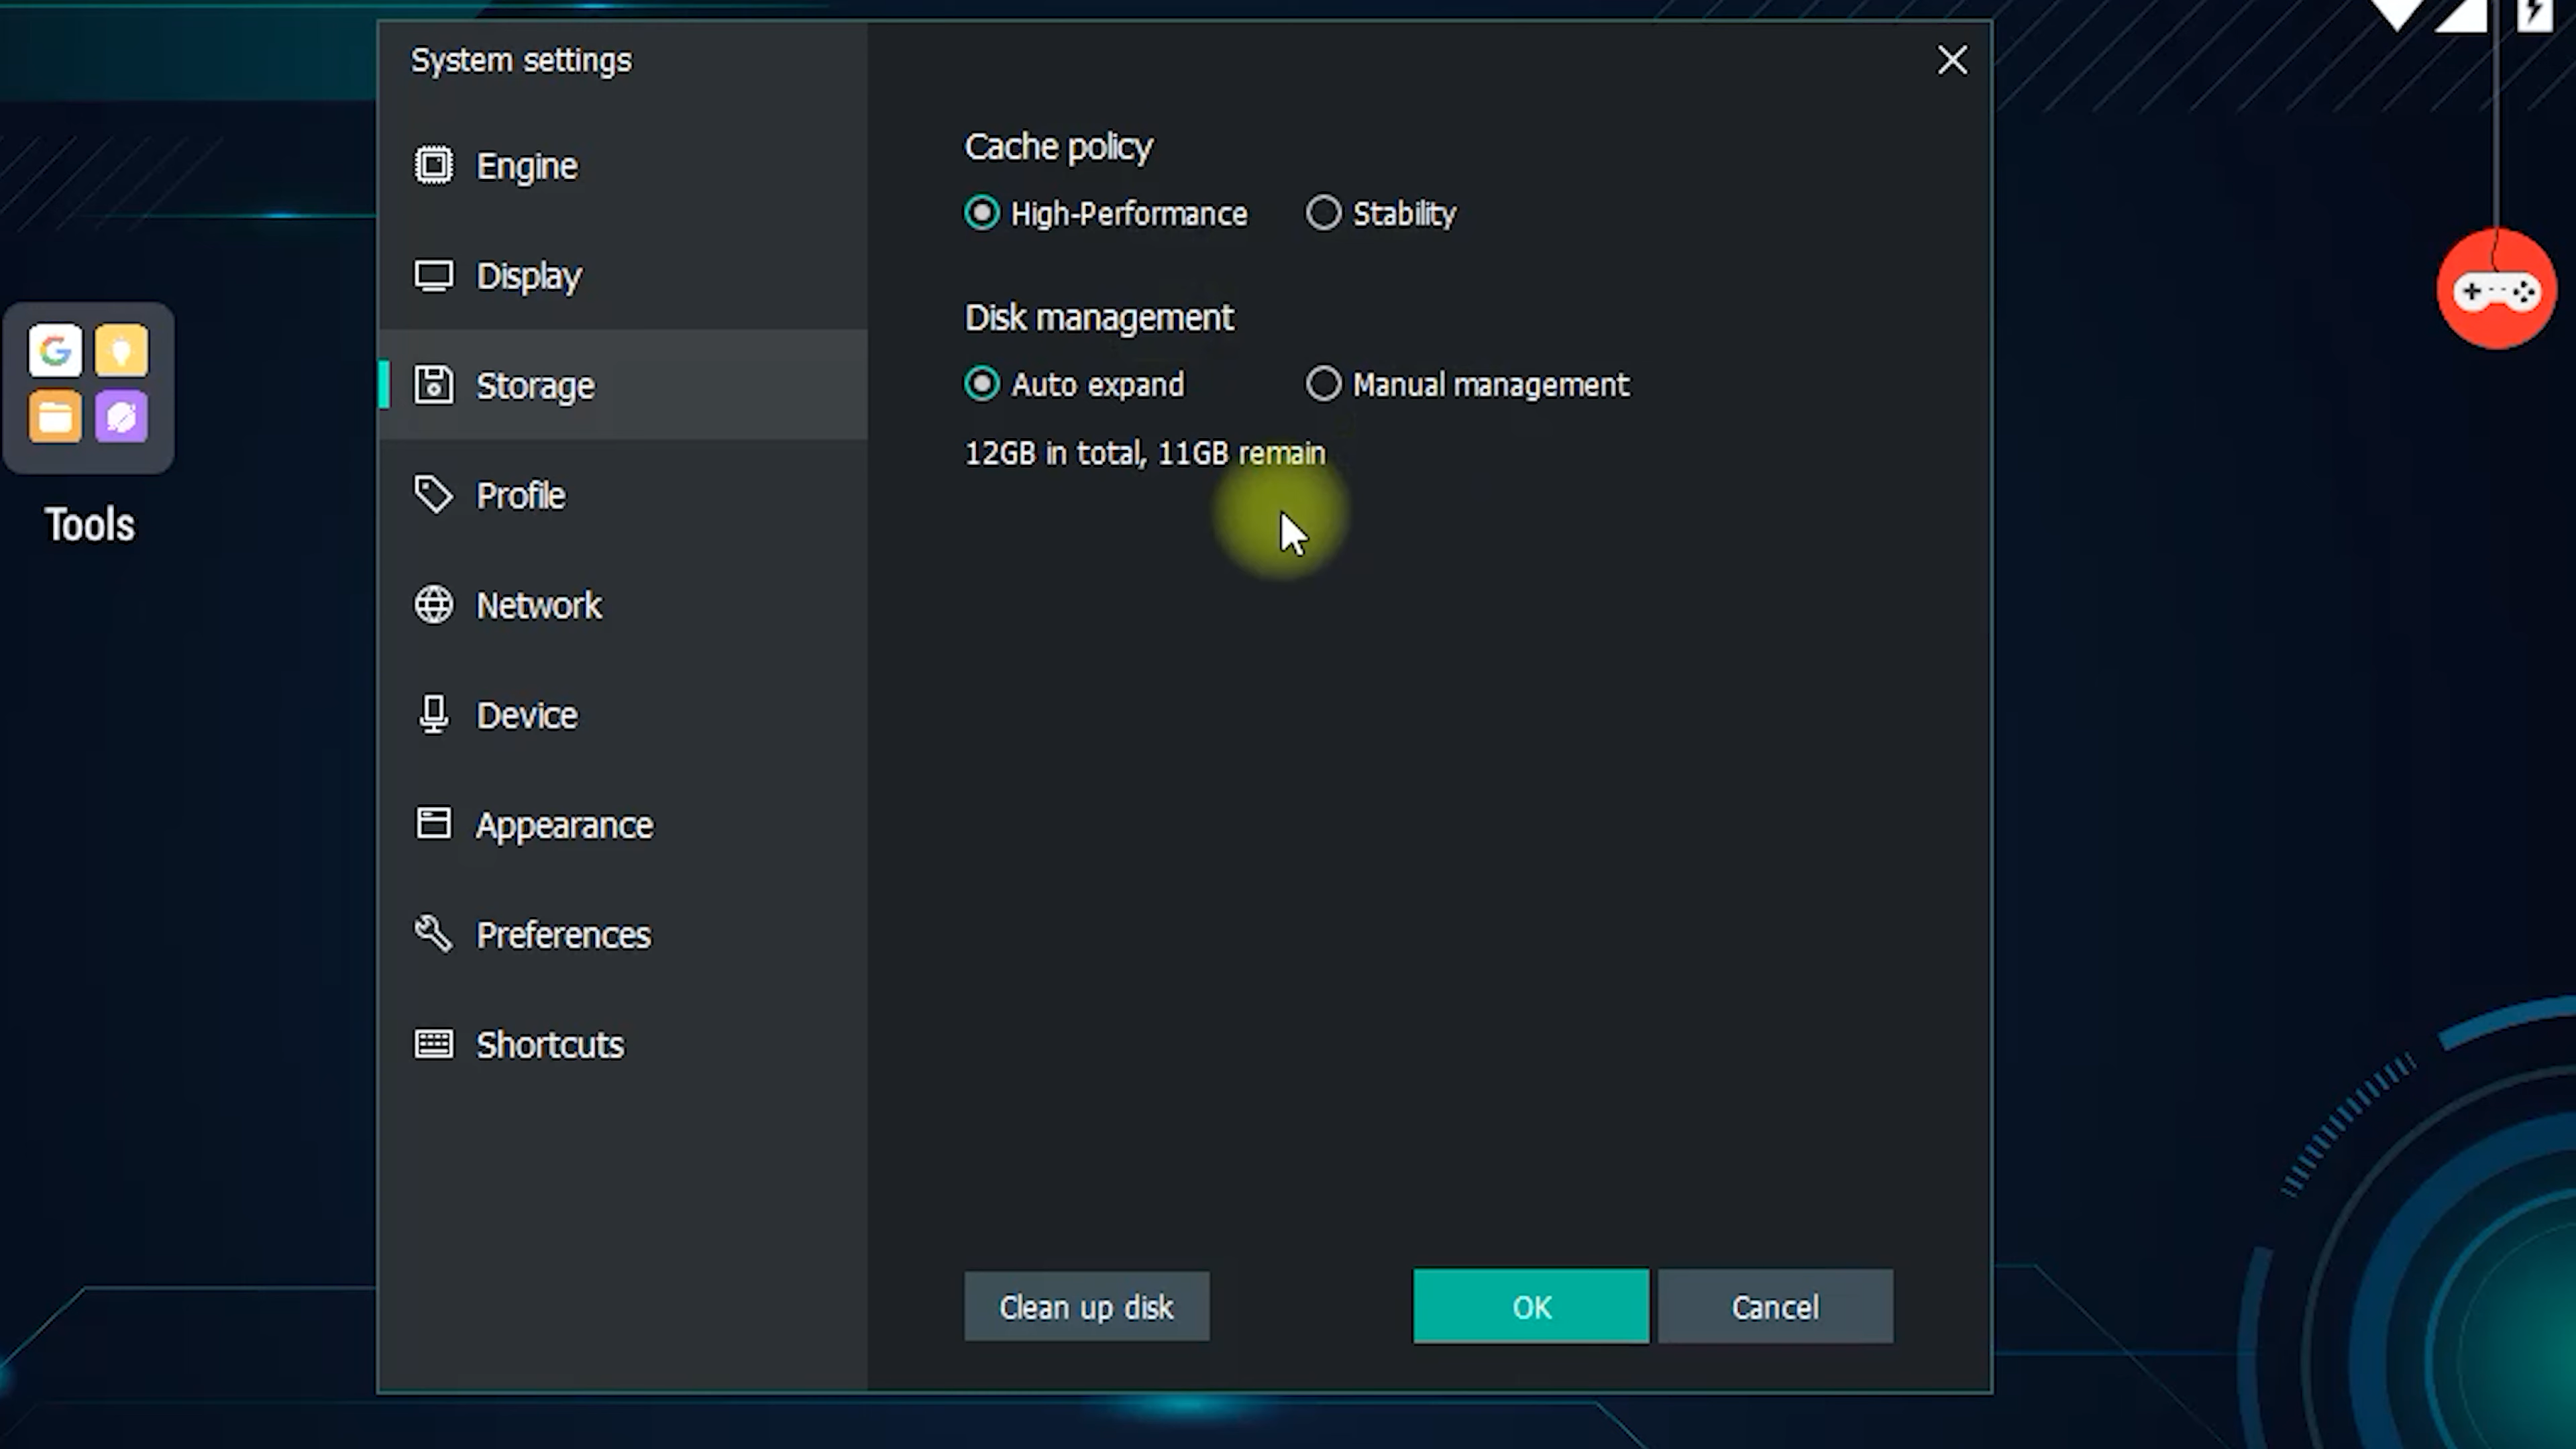 System settings
Engine
Display
Storage
Profile
Network
Device
Appearance
Preferences
Shortcuts
Cache policy
High-Performance Stability
Disk management
Auto expand Manual management
12GB in total, 11GB remain
Clean up disk OK Cancel
Tools